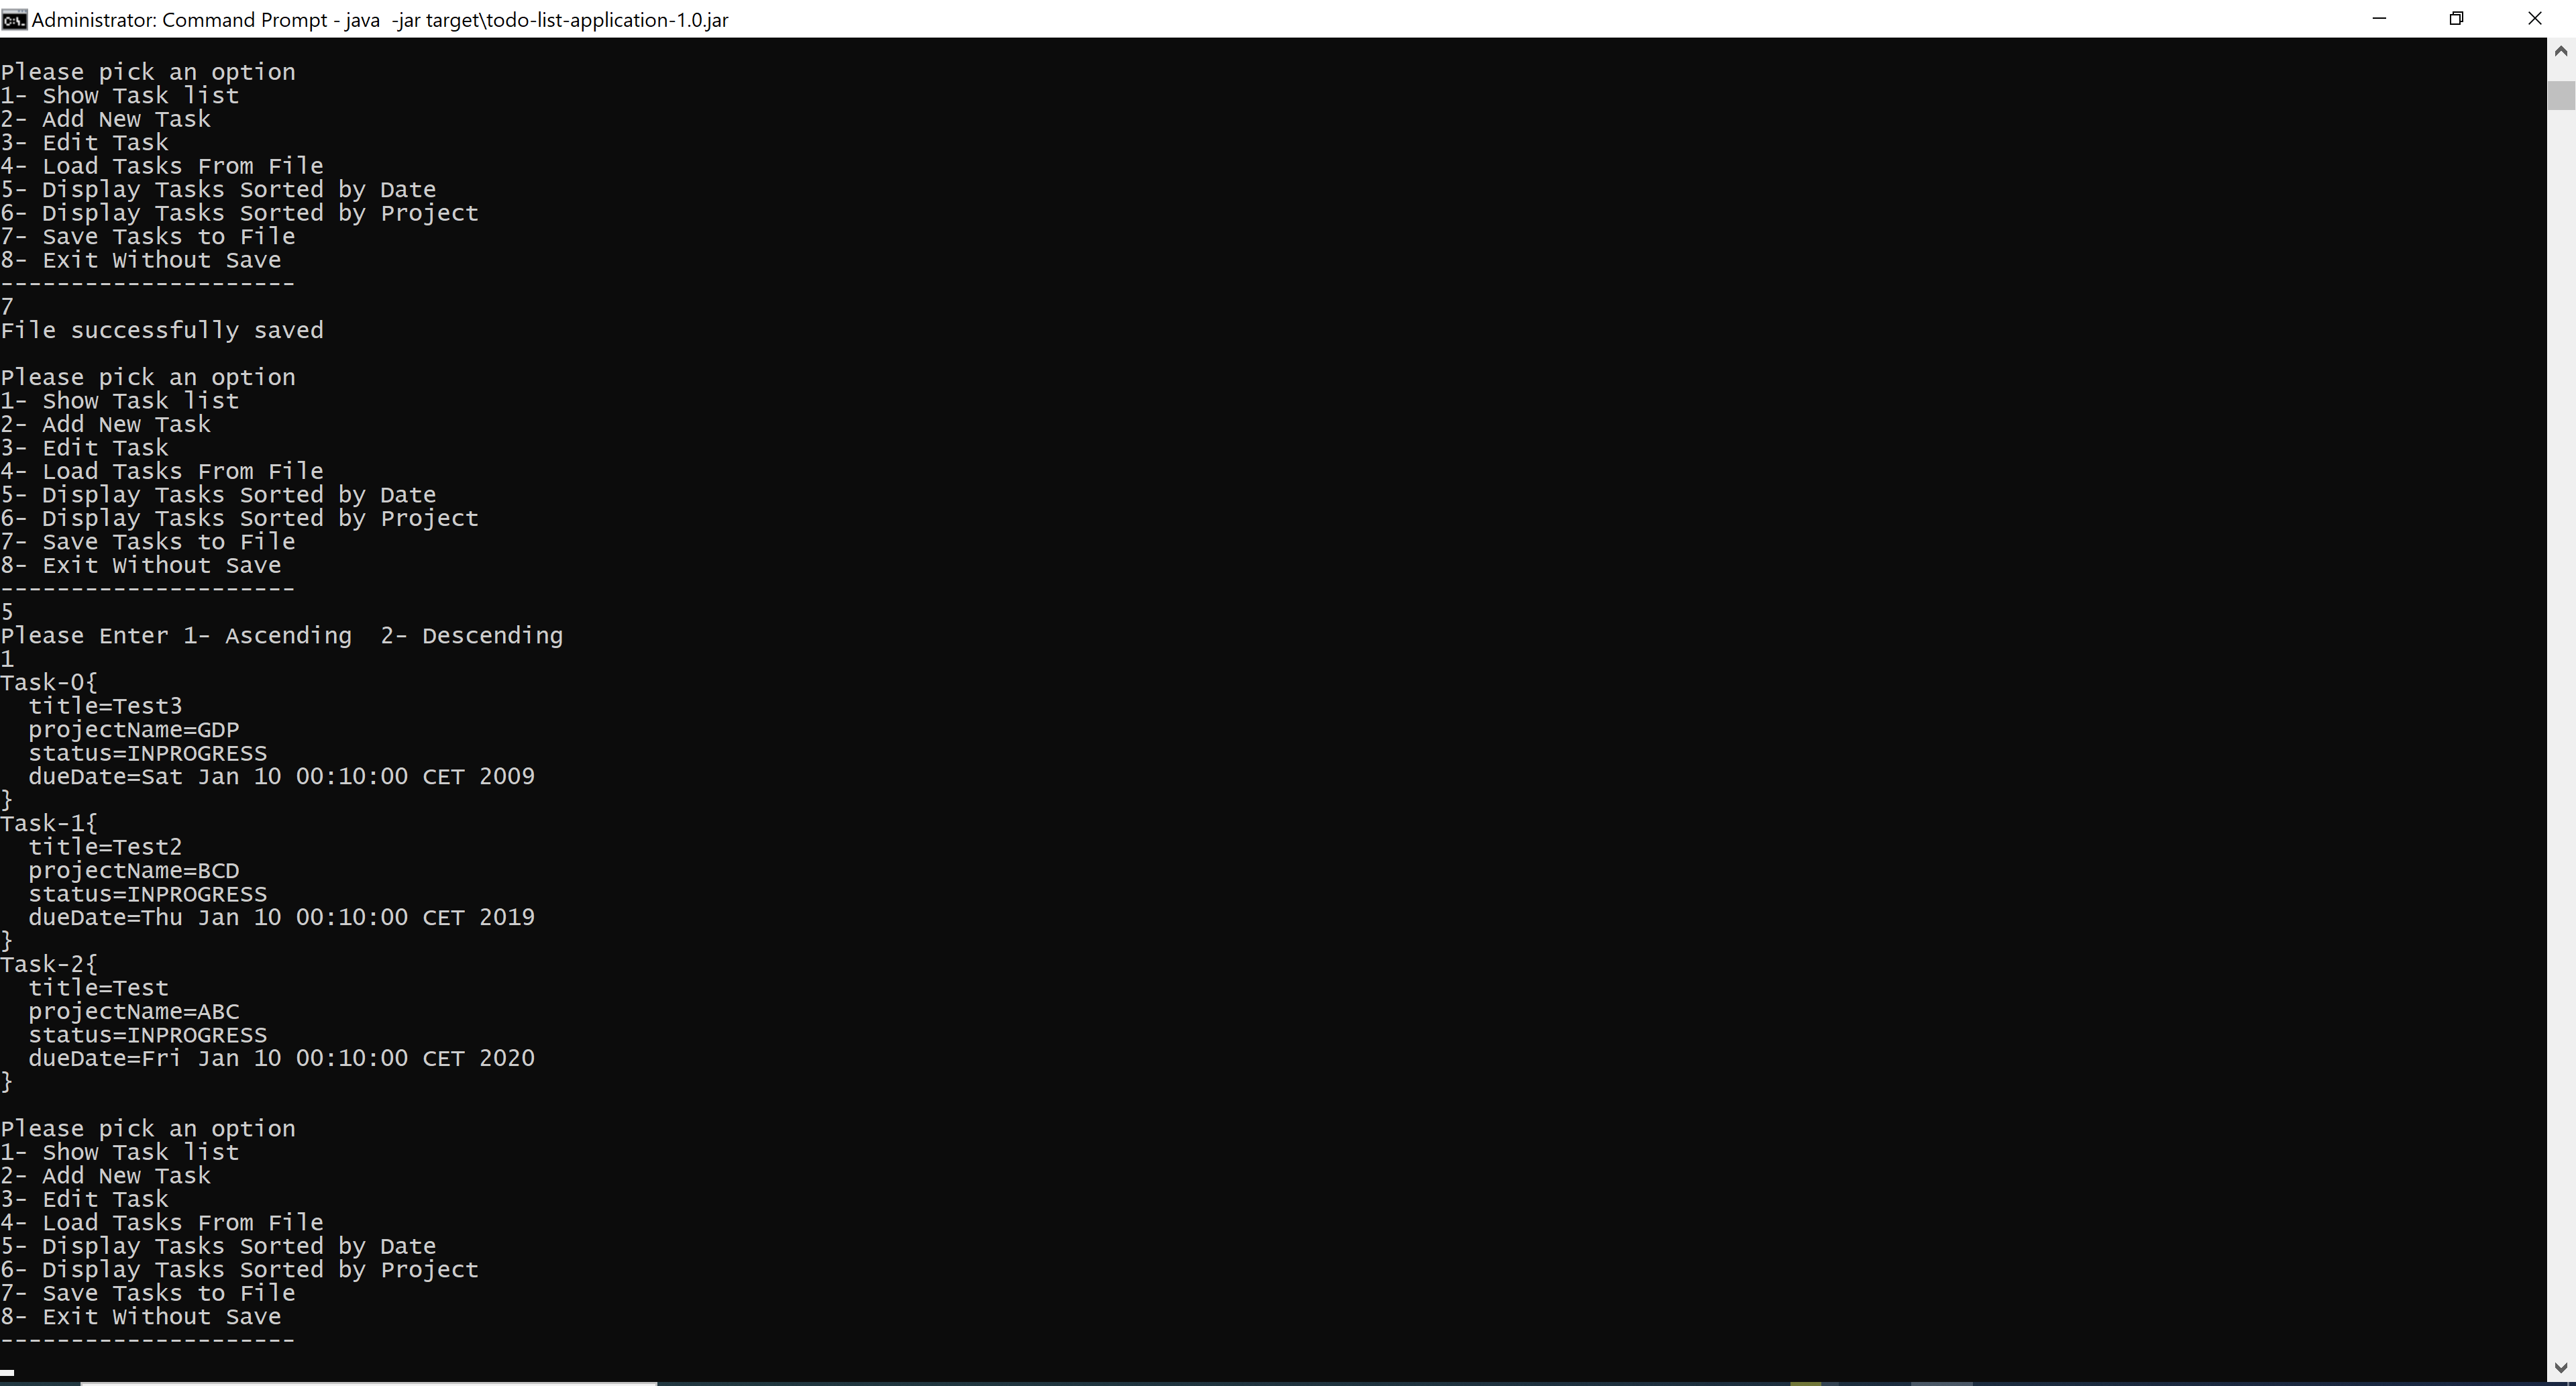 Administrator: Command Prompt - java  -jar target\todo-list-application-1.0.jar
Please pick an option
1- Show Task list
2- Add New Task
3- Edit Task
4- Load Tasks From File
5- Display Tasks Sorted by Date
6- Display Tasks Sorted by Project
7- Save Tasks to File
8- Exit Without Save
---------------------
7
File successfully saved
Please pick an option
1- Show Task list
2- Add New Task
3- Edit Task
4- Load Tasks From File
5- Display Tasks Sorted by Date
6- Display Tasks Sorted by Project
7- Save Tasks to File
8- Exit Without Save
---------------------
5
Please Enter 1- Ascending  2- Descending
1
Task-0{
  title=Test3
  projectName=GDP
  status=INPROGRESS
  dueDate=Sat Jan 10 00:10:00 CET 2009
}
Task-1{
  title=Test2
  projectName=BCD
  status=INPROGRESS
  dueDate=Thu Jan 10 00:10:00 CET 2019
}
Task-2{
  title=Test
  projectName=ABC
  status=INPROGRESS
  dueDate=Fri Jan 10 00:10:00 CET 2020
}
Please pick an option
1- Show Task list
2- Add New Task
3- Edit Task
4- Load Tasks From File
5- Display Tasks Sorted by Date
6- Display Tasks Sorted by Project
7- Save Tasks to File
8- Exit Without Save
---------------------